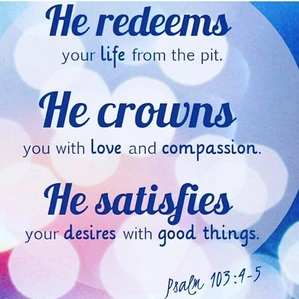 He redeems
your life from the pit.
He crowns
you with love and compassion.
He satisfies
your desires with good things.
Psalm 103:4-5